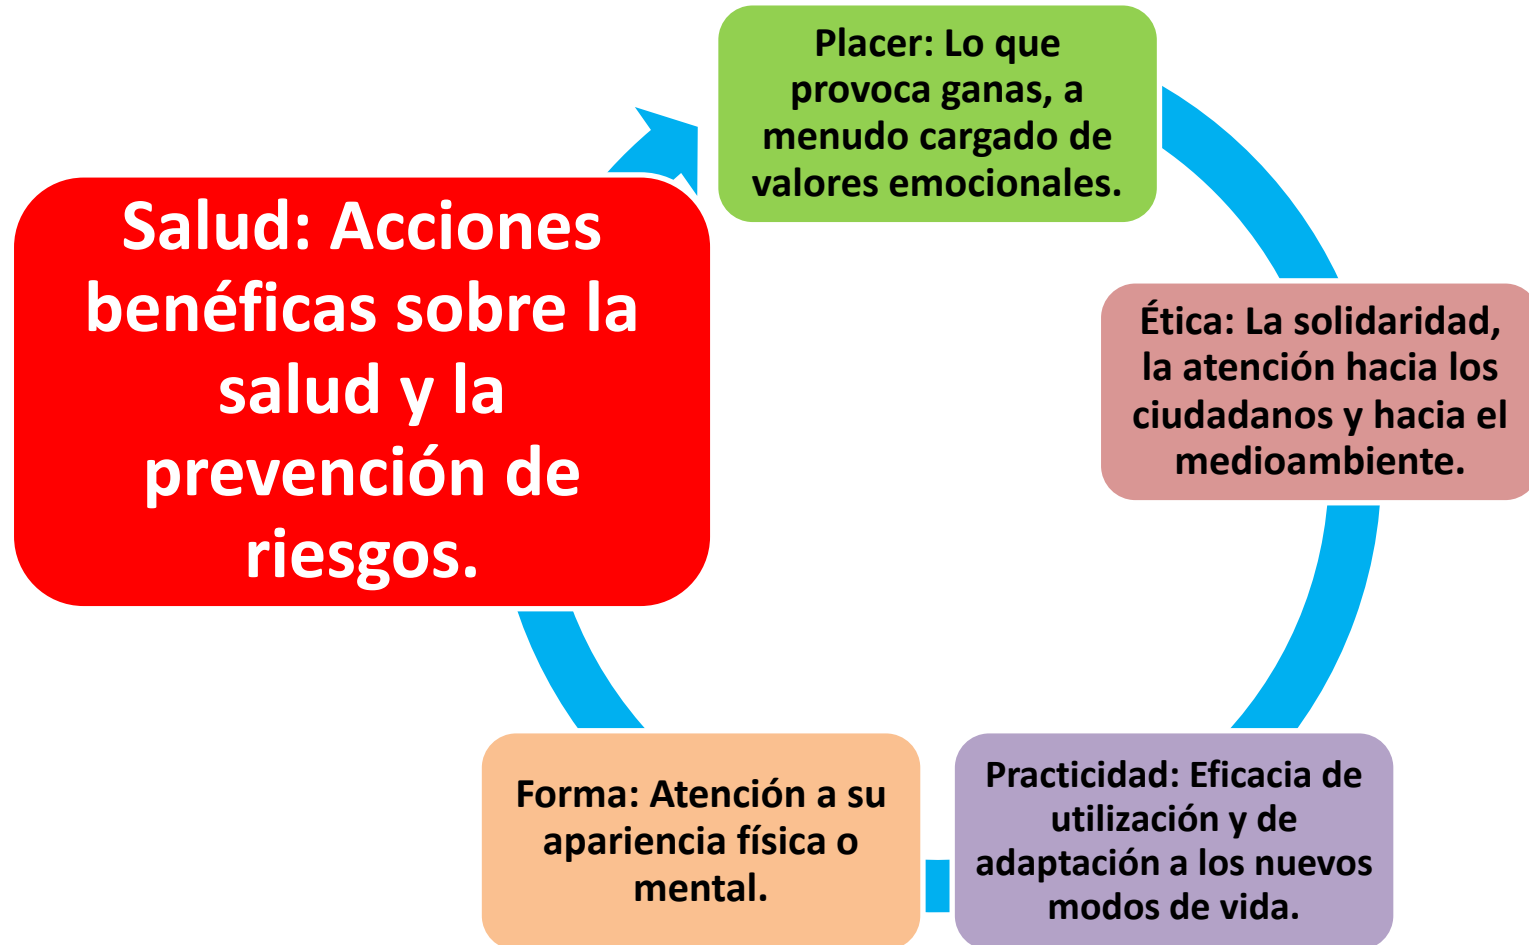 Placer: Lo que
provoca ganas, a
menudo cargado de
valores emocionales.
Ética: La solidaridad,
la atención hacia los
ciudadanos y hacia el
medioambiente.
Practicidad: Eficacia de
utilización y de
adaptación a los nuevos
modos de vida.
Forma: Atención a su
apariencia física o
mental.
Salud: Acciones
benéficas sobre la
salud y la
prevención de
riesgos.